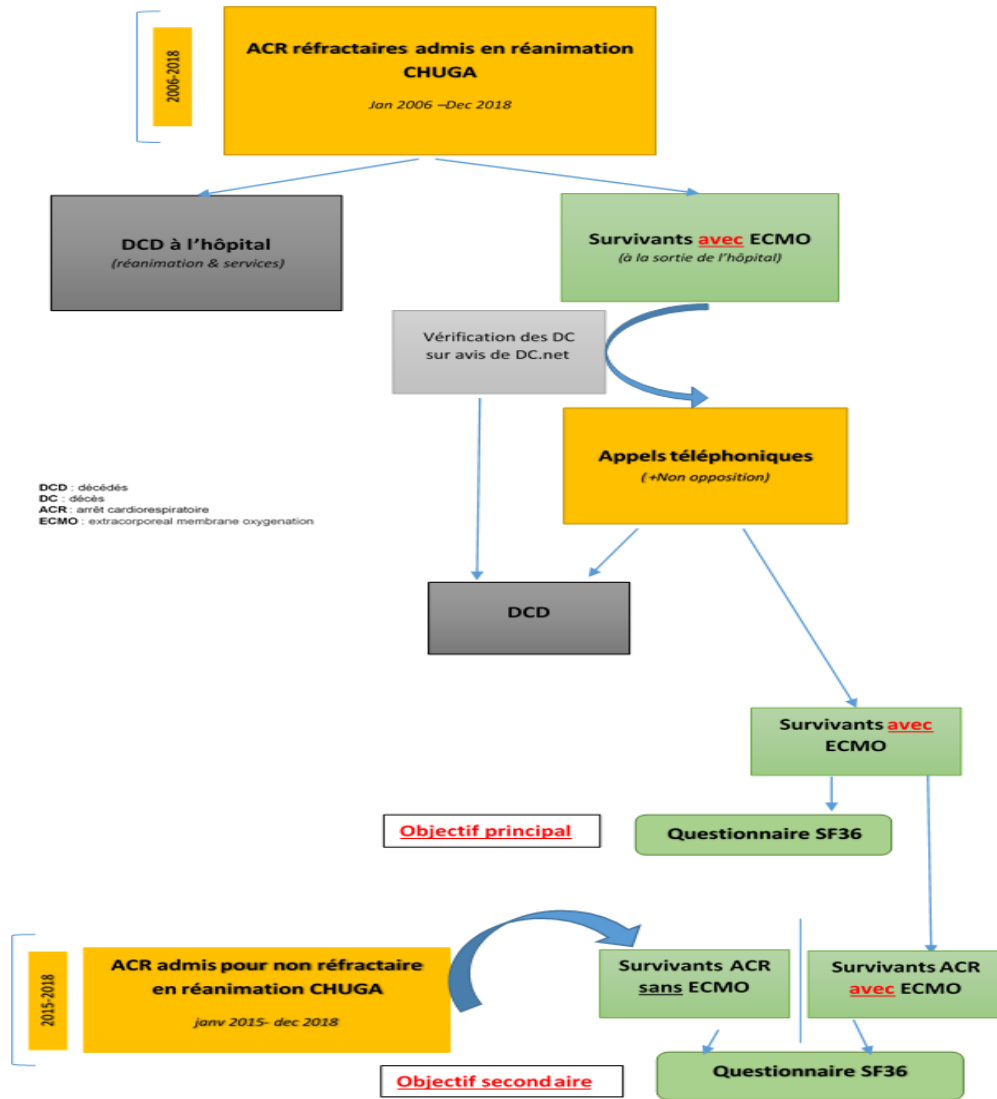 2006-2018
ACR réfractaires admis en réanimation
CHUGA
Jan 2006 –Dec 2018
DCD à l'hôpital
(réanimation & services)
Survivants avec ECMO
(à la sortie de l'hôpital)
Vérification des DC
sur avis de DC.net
Appels téléphoniques
( +Non opposition)
DCD : décédés
DC : décès
ACR : arrêt cardiorespiratoire
ECMO : extracorporeal membrane oxygenation
DCD
Survivants avec
ECMO
Objectif principal
Questionnaire SF36
2015-2018
ACR admis pour non réfractaire
en réanimation CHUGA
janv 2015- dec 2018
Survivants ACR
sans ECMO
Survivants ACR
avec ECMO
Objectif secondaire
Questionnaire SF36